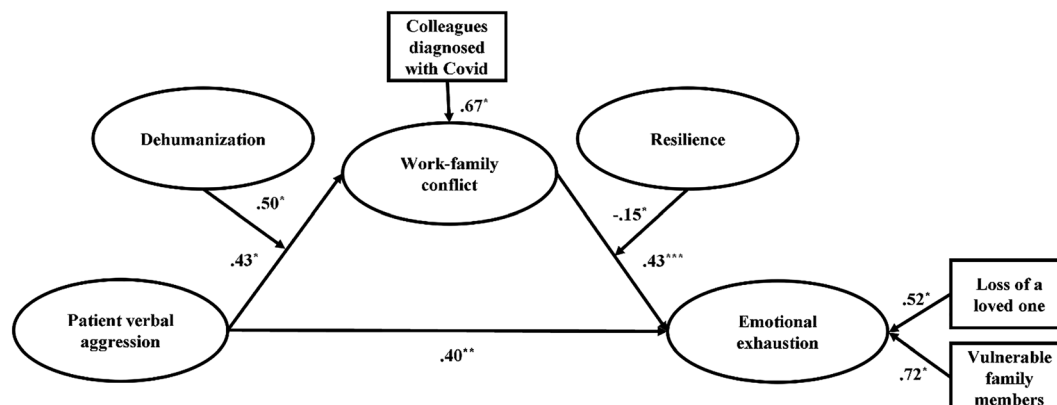 Colleagues
diagnosed
with Covid
.67*
Dehumanization
Resilience
Work-family
conflict
.50*
-.15*
.43*
.43***
Patient verbal
aggression
.40**
Emotional
exhaustion
.52*
Loss of a
loved one
.72*
Vulnerable
family
members